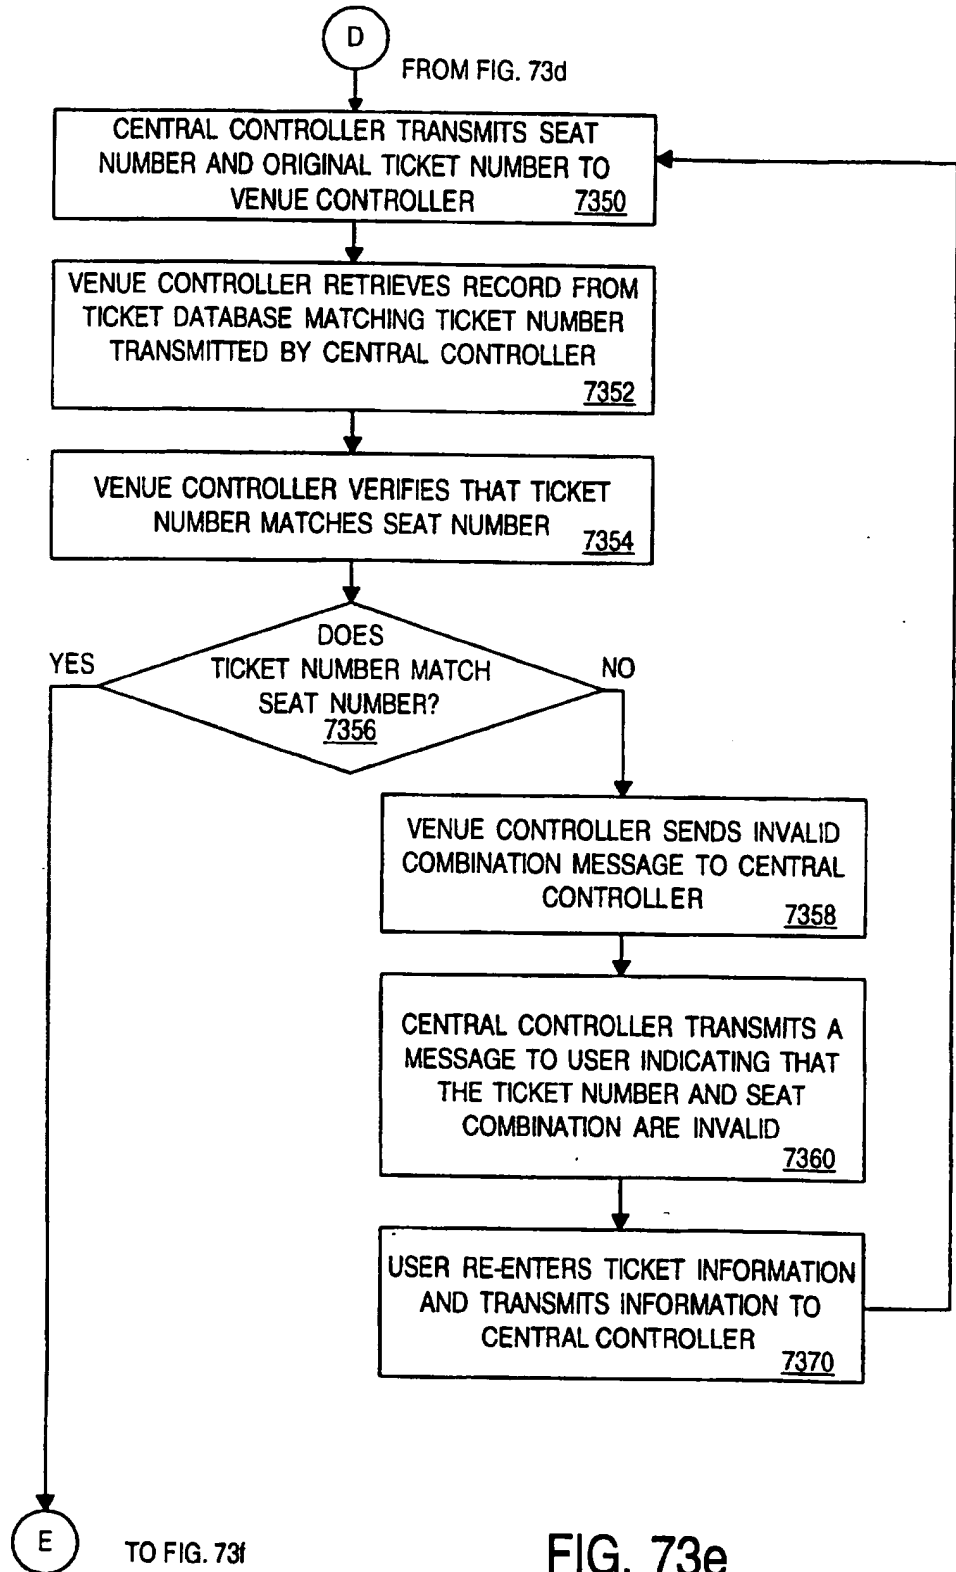 D
FROM FIG. 73d
CENTRAL CONTROLLER TRANSMITS SEAT
NUMBER AND ORIGINAL TICKET NUMBER TO
VENUE CONTROLLER 7350
VENUE CONTROLLER RETRIEVES RECORD FROM
TICKET DATABASE MATCHING TICKET NUMBER
TRANSMITTED BY CENTRAL CONTROLLER
7352
VENUE CONTROLLER VERIFIES THAT TICKET
NUMBER MATCHES SEAT NUMBER
7354
DOES
TICKET NUMBER MATCH
SEAT NUMBER?
7356
YES
NO
VENUE CONTROLLER SENDS INVALID
COMBINATION MESSAGE TO CENTRAL
CONTROLLER
7358
CENTRAL CONTROLLER TRANSMITS A
MESSAGE TO USER INDICATING THAT
THE TICKET NUMBER AND SEAT
COMBINATION ARE INVALID
7360
USER RE-ENTERS TICKET INFORMATION
AND TRANSMITS INFORMATION TO
CENTRAL CONTROLLER
7370
E
TO FIG. 73f
FIG. 73e